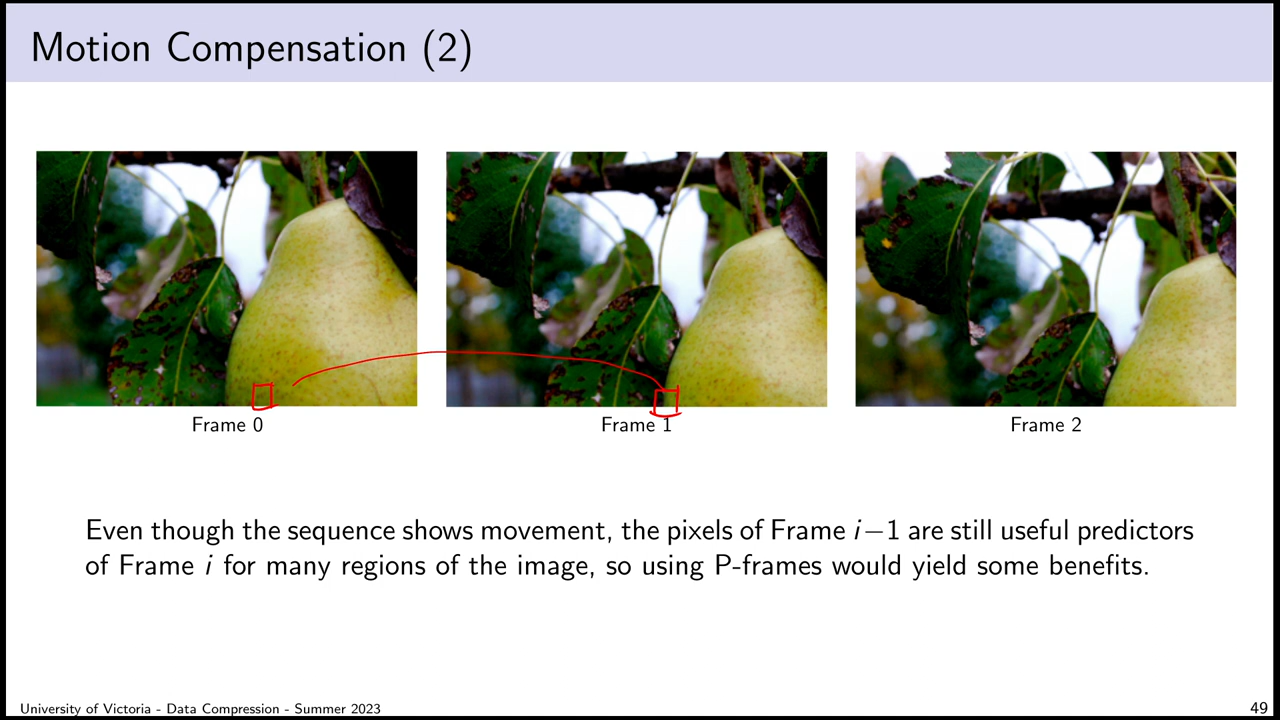 Motion Compensation (2)
Frame 0
Frame 1
Frame 2
Even though the sequence shows movement, the pixels of Frame i−1 are still useful predictors
of Frame i for many regions of the image, so using P-frames would yield some benefits.
University of Victoria - Data Compression - Summer 2023
49